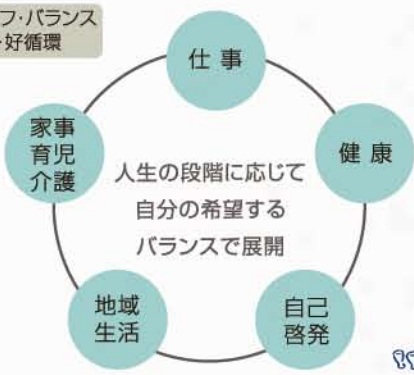 フ・バランス
好循環
仕事
家事
育児
介護
健康
人生の段階に応じて
自分の希望する
バランスで展開
地域
生活
自己
啓発